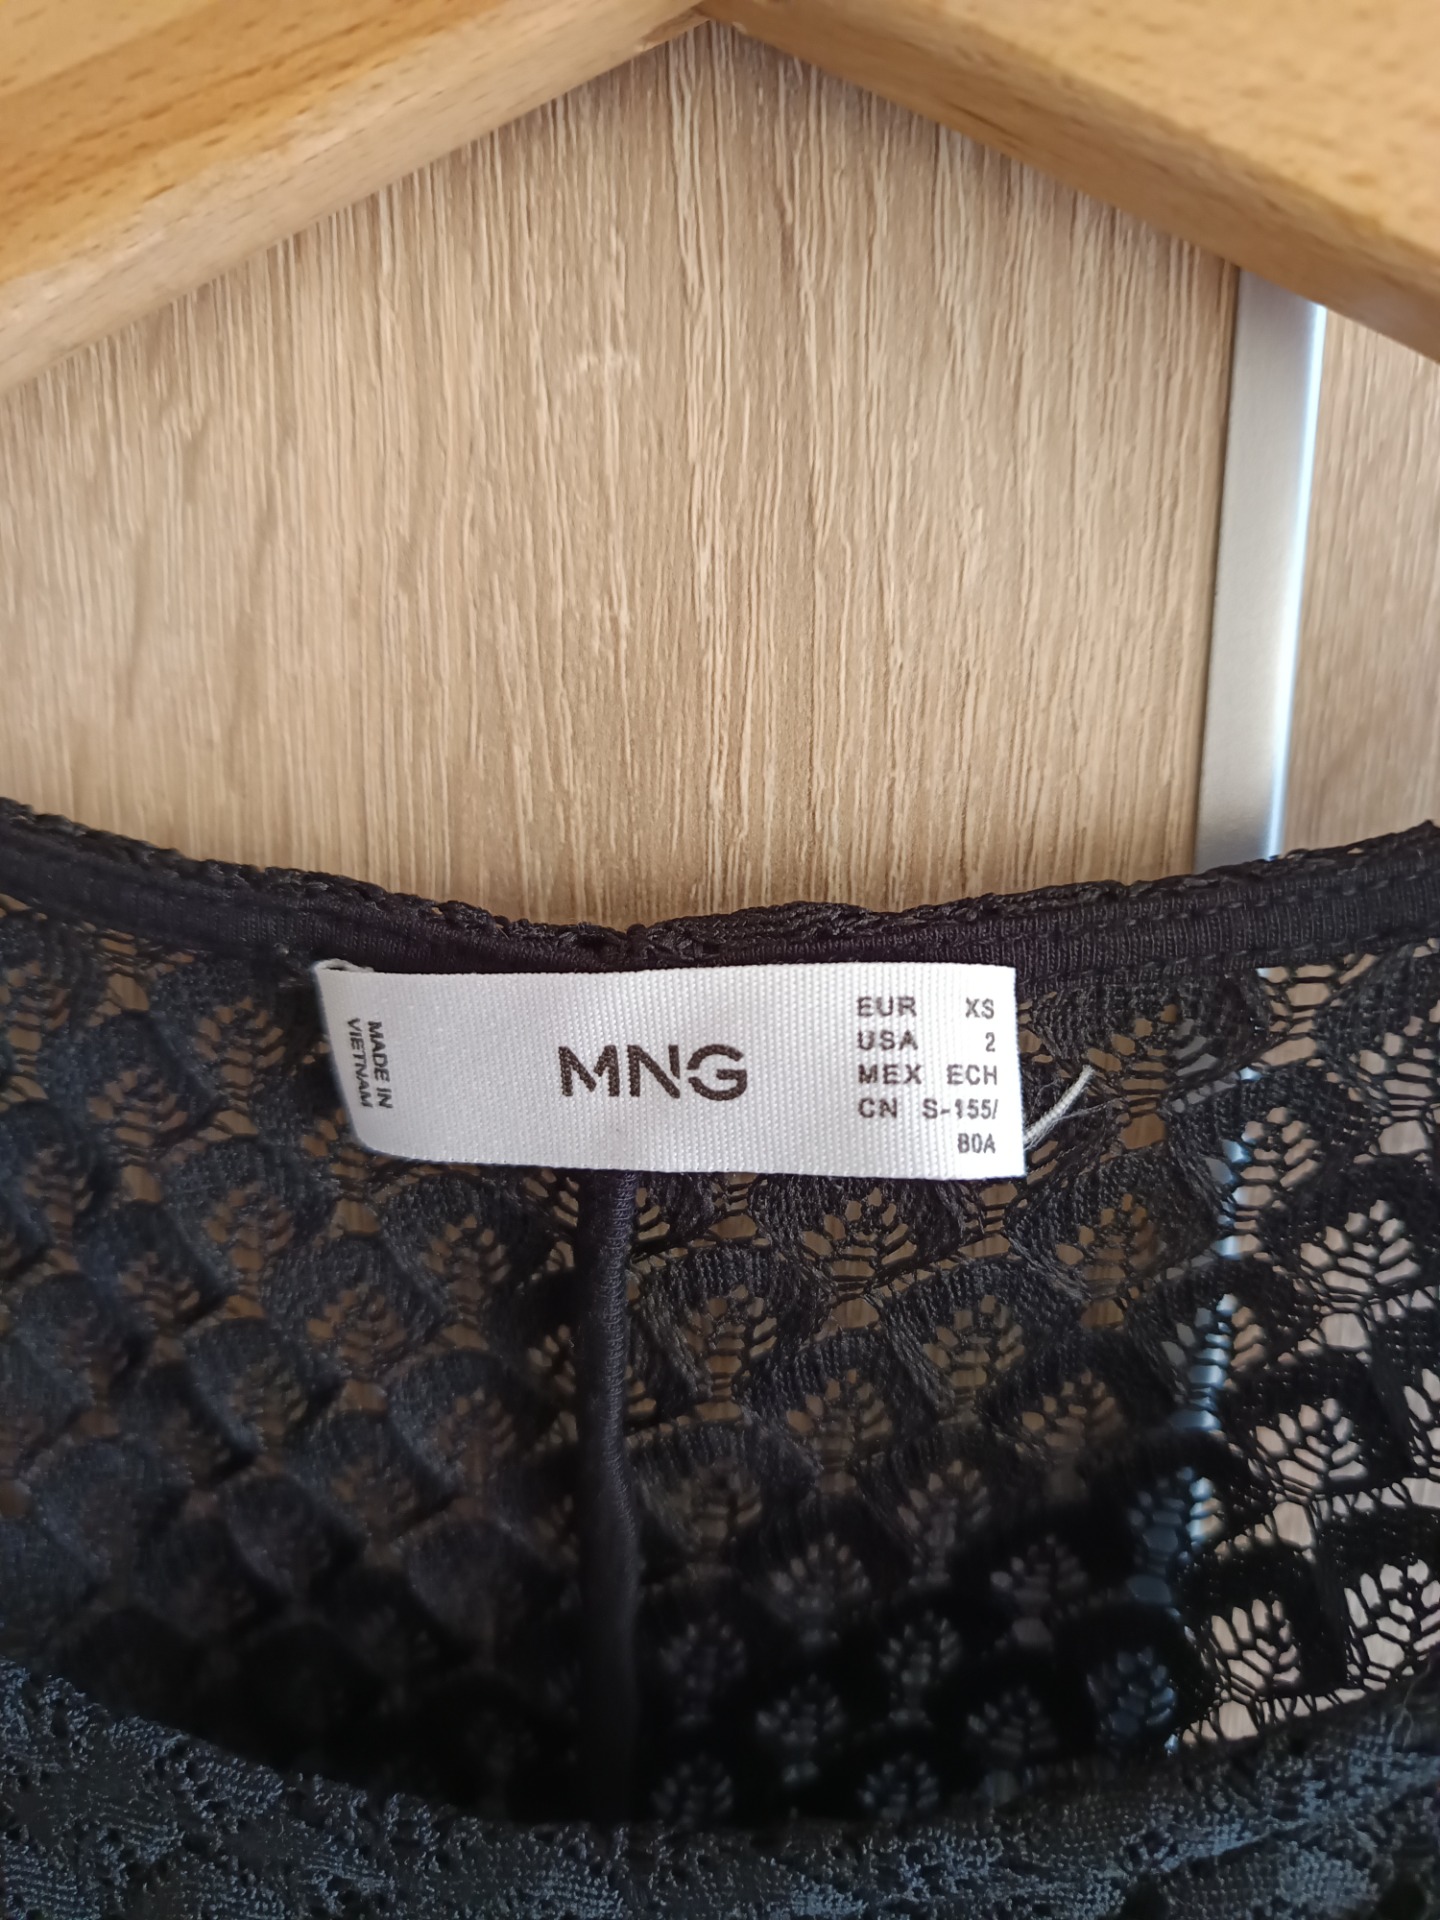 MADE IN
VIETNAM
MNG
EUR XS
USA 2
MEX ECH
CN S-155/
80A